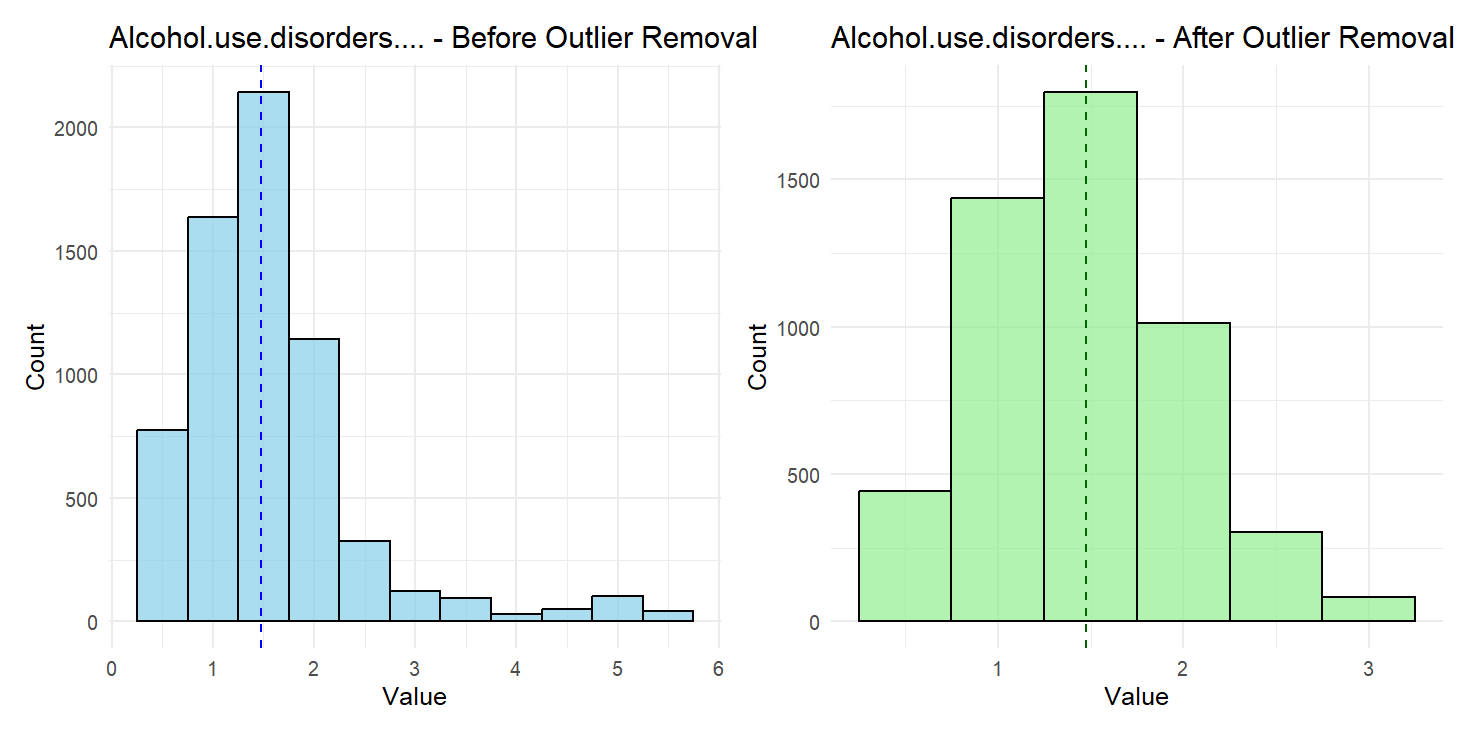 Alcohol.use.disorders.... - Before Outlier Removal
Count
2000
1500
1000
500
0
0 1 2 3 4 5 6
Value
Alcohol.use.disorders.... - After Outlier Removal
Count
1500
1000
500
0
1 2 3
Value